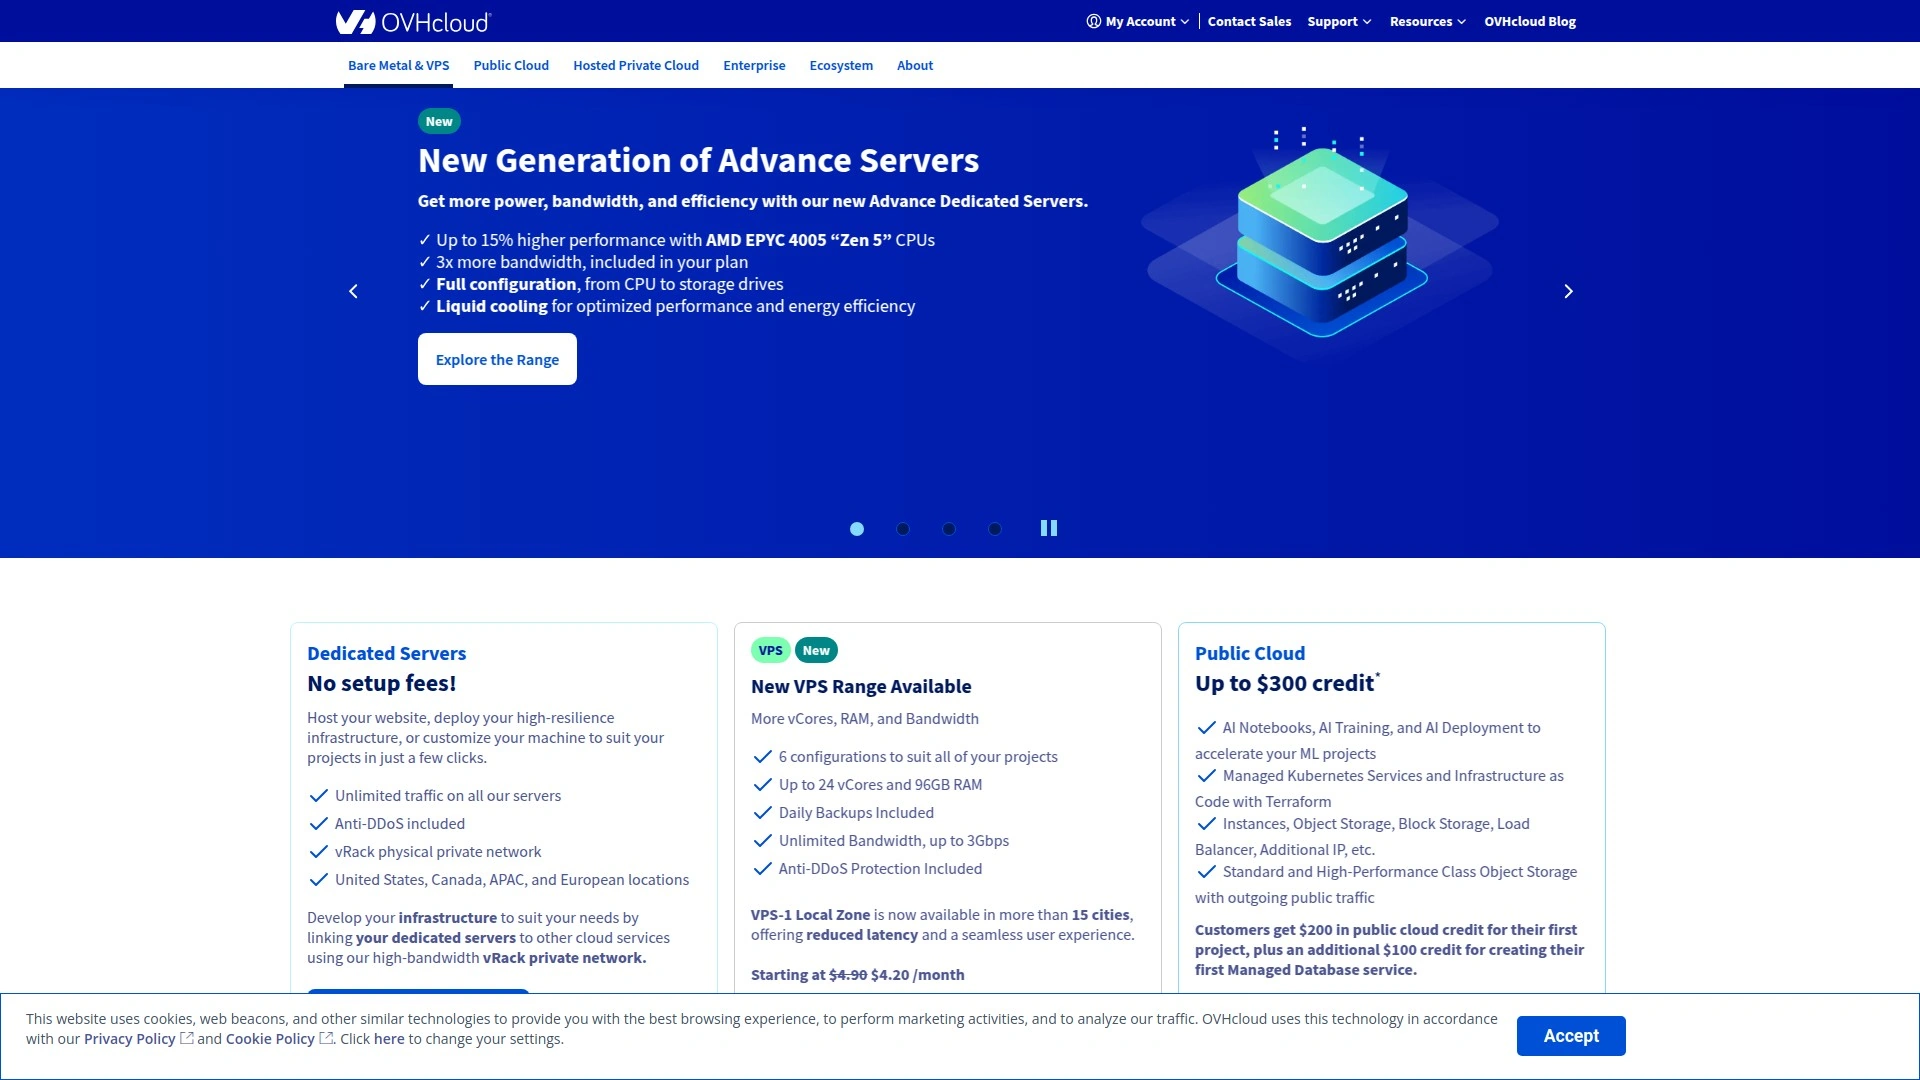 OVHcloud
My Account
Contact Sales
Support
Resources
OVHcloud Blog
Bare Metal & VPS
Public Cloud
Hosted Private Cloud
Enterprise
Ecosystem
About
New
New Generation of Advance Servers
Get more power, bandwidth, and efficiency with our new Advance Dedicated Servers.
✓ Up to 15% higher performance with AMD EPYC 4005 “Zen 5” CPUs
✓ 3x more bandwidth, included in your plan
✓ Full configuration, from CPU to storage drives
✓ Liquid cooling for optimized performance and energy efficiency
Explore the Range
Dedicated Servers
No setup fees!
Host your website, deploy your high-resilience
infrastructure, or customize your machine to suit your
projects in just a few clicks.
Unlimited traffic on all our servers
Anti-DDoS included
vRack physical private network
United States, Canada, APAC, and European locations
Develop your infrastructure to suit your needs by
linking your dedicated servers to other cloud services
using our high-bandwidth vRack private network.
VPS New
New VPS Range Available
More vCores, RAM, and Bandwidth
6 configurations to suit all of your projects
Up to 24 vCores and 96GB RAM
Daily Backups Included
Unlimited Bandwidth, up to 3Gbps
Anti-DDoS Protection Included
VPS-1 Local Zone is now available in more than 15 cities,
offering reduced latency and a seamless user experience.
Starting at $4.90 $4.20 /month
Public Cloud
Up to $300 credit*
AI Notebooks, AI Training, and AI Deployment to
accelerate your ML projects
Managed Kubernetes Services and Infrastructure as
Code with Terraform
Instances, Object Storage, Block Storage, Load
Balancer, Additional IP, etc.
Standard and High-Performance Class Object Storage
with outgoing public traffic
Customers get $200 in public cloud credit for their first
project, plus an additional $100 credit for creating their
first Managed Database service.
This website uses cookies, web beacons, and other similar technologies to provide you with the best browsing experience, to perform marketing activities, and to analyze our traffic. OVHcloud uses this technology in accordance
with our Privacy Policy and Cookie Policy. Click here to change your settings.
Accept